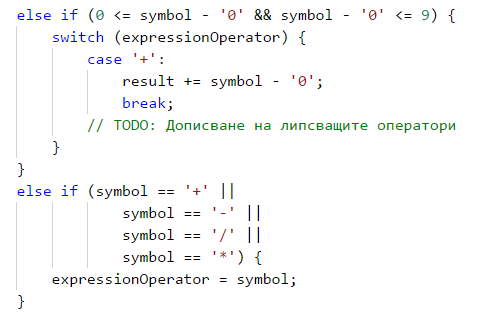 else if (0 <= symbol - '0' && symbol - '0' <= 9) {
    switch (expressionOperator) {
        case '+':
            result += symbol - '0';
            break;
        // TODO: Дописване на липсващите оператори
    }
}
else if (symbol == '+' ||
            symbol == '-' ||
            symbol == '/' ||
            symbol == '*') {
    expressionOperator = symbol;
}